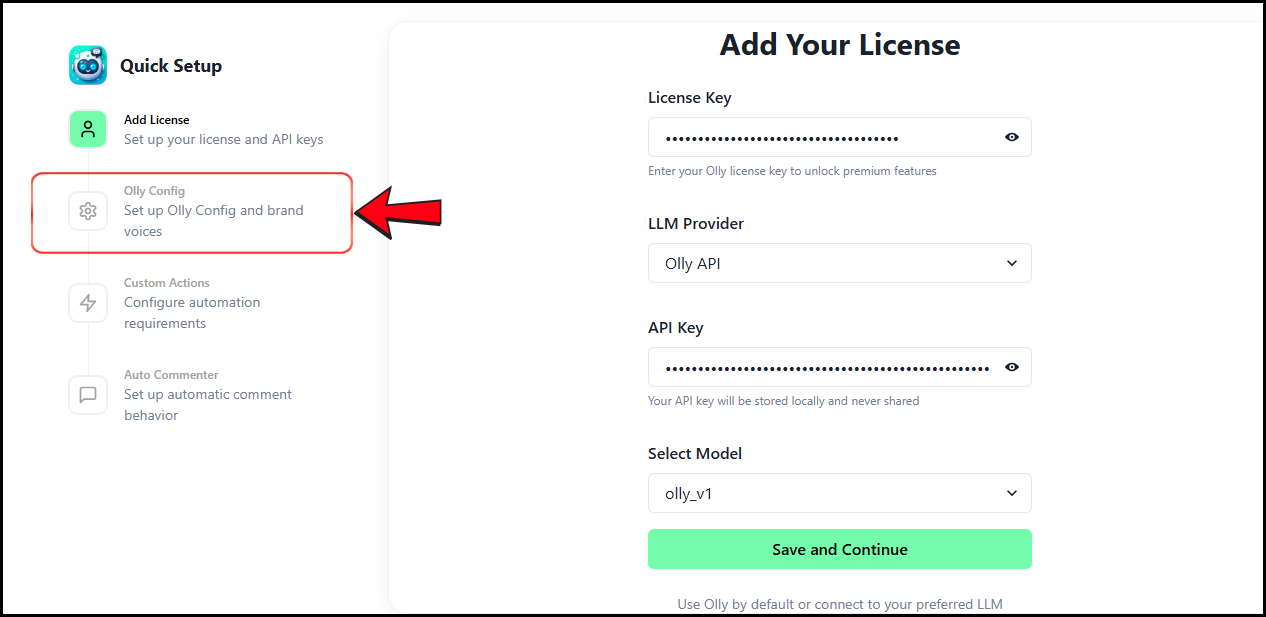 Quick Setup
Add License
Set up your license and API keys
Olly Config
Set up Olly Config and brand
voices
Custom Actions
Configure automation
requirements
Auto Commenter
Set up automatic comment
behavior
Add Your License
License Key
••••••••••••••••••••••••••••••••••••
Enter your Olly license key to unlock premium features
LLM Provider
Olly API
API Key
••••••••••••••••••••••••••••••••••••••••••••••••••
Your API key will be stored locally and never shared
Select Model
olly_v1
Save and Continue
Use Olly by default or connect to your preferred LLM